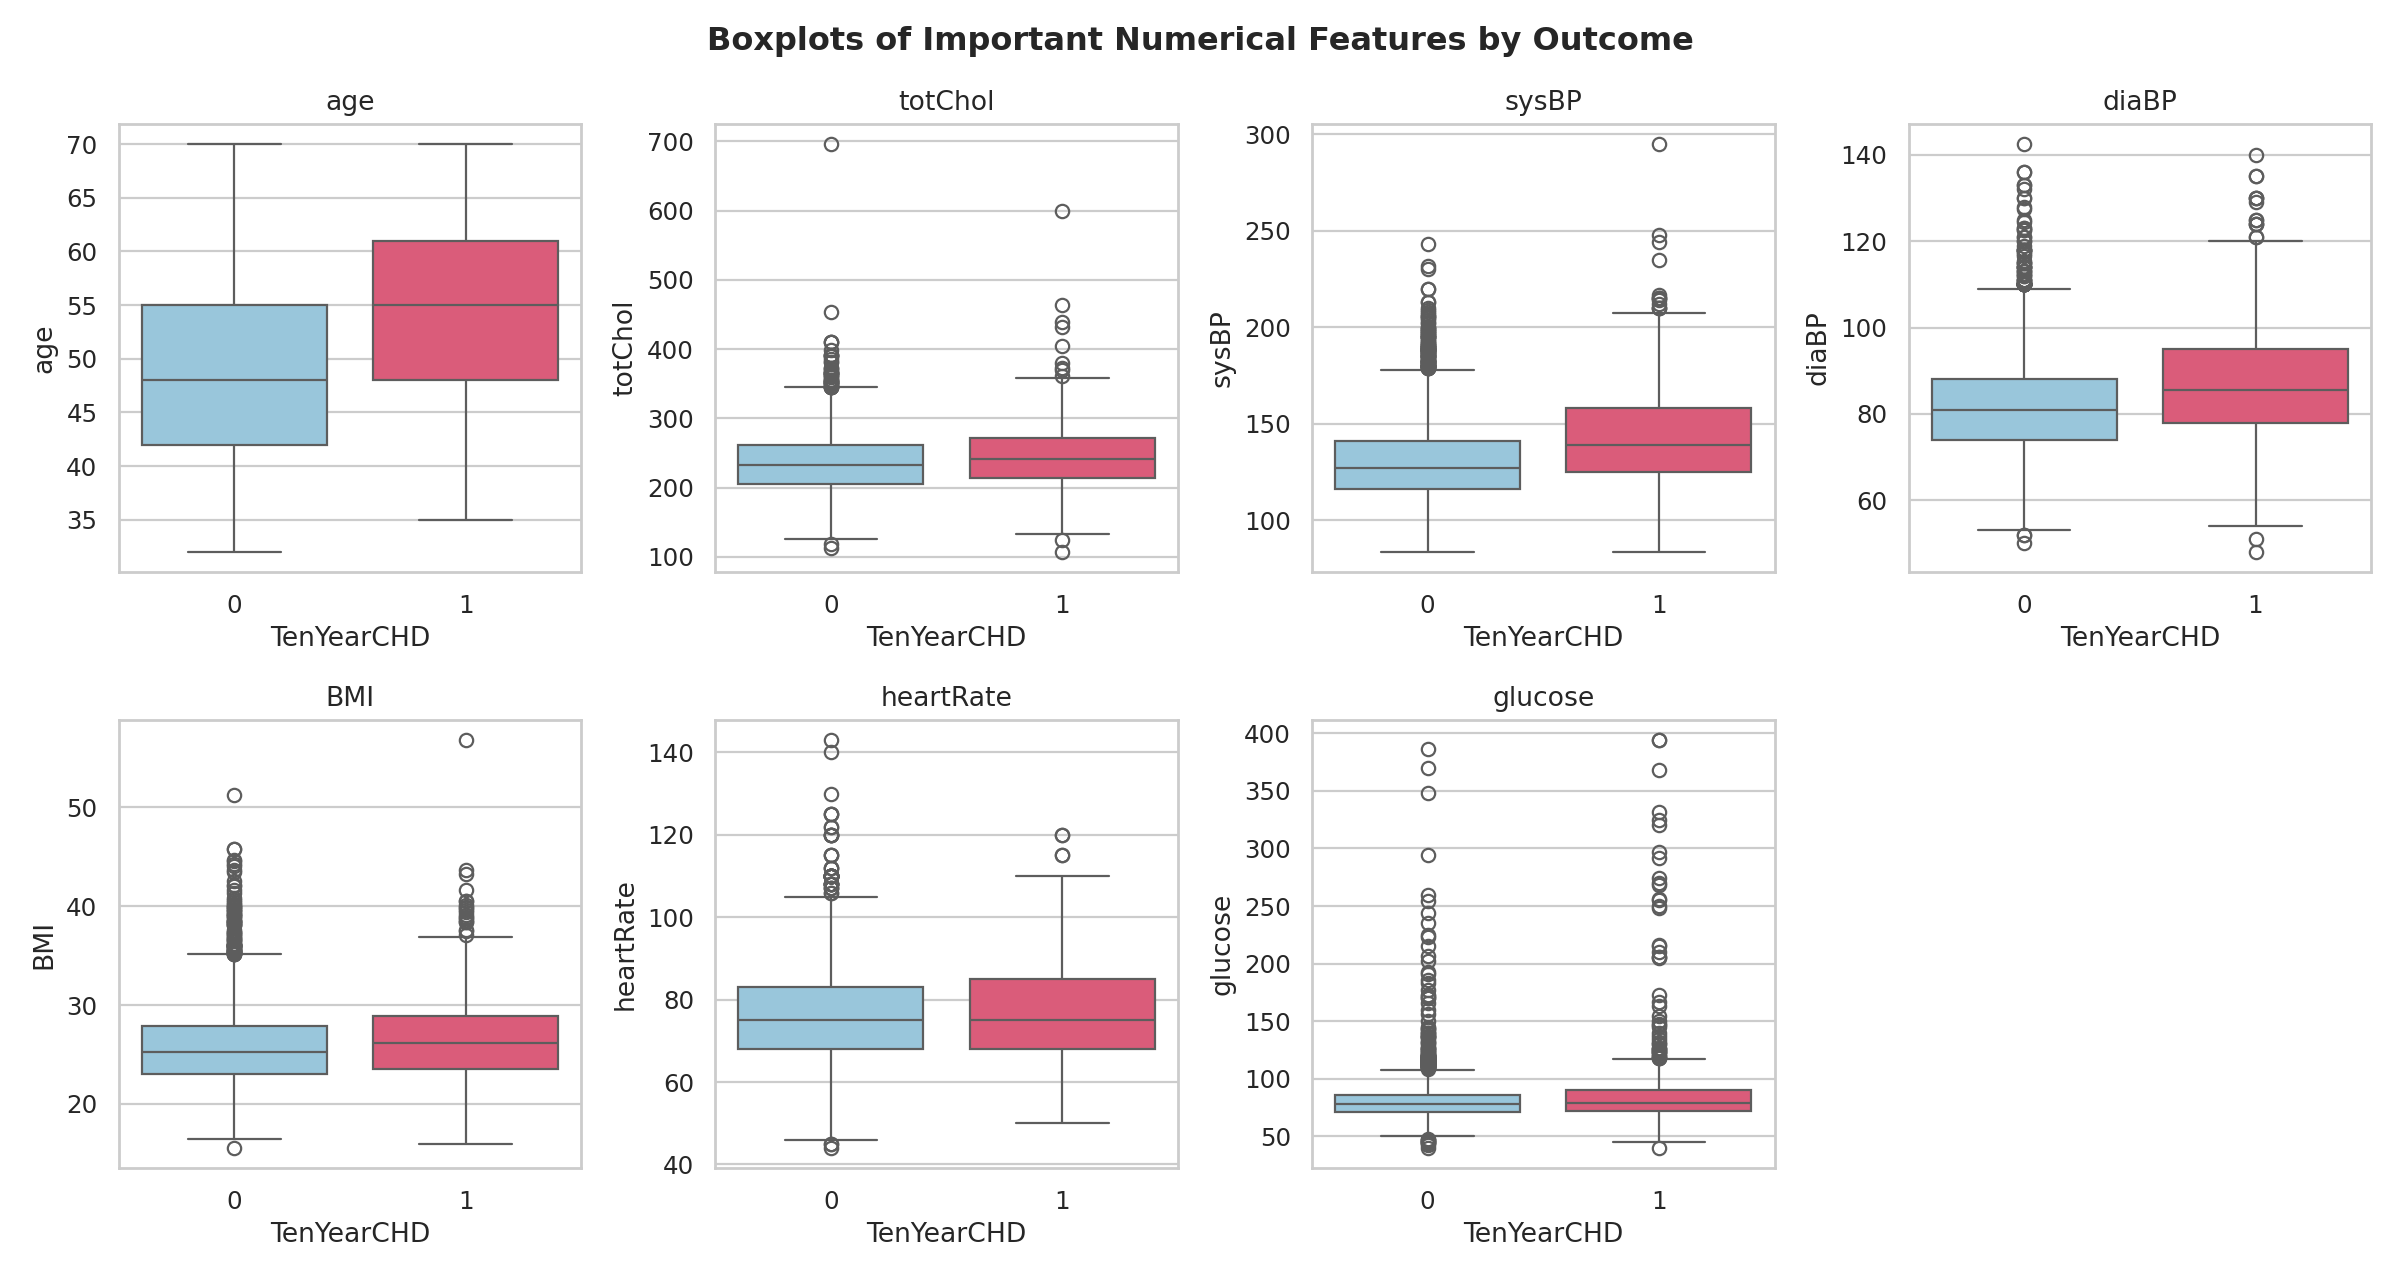 Boxplots of Important Numerical Features by Outcome
age
totChol
sysBP
diaBP
70
65
60
55
50
45
40
35
age
0
1
TenYearCHD
700
600
500
400
300
200
100
totChol
0
1
TenYearCHD
300
250
200
150
100
sysBP
0
1
TenYearCHD
140
120
100
80
60
diaBP
0
1
TenYearCHD
BMI
heartRate
glucose
50
40
30
20
BMI
0
1
TenYearCHD
140
120
100
80
60
40
heartRate
0
1
TenYearCHD
400
350
300
250
200
150
100
50
glucose
0
1
TenYearCHD